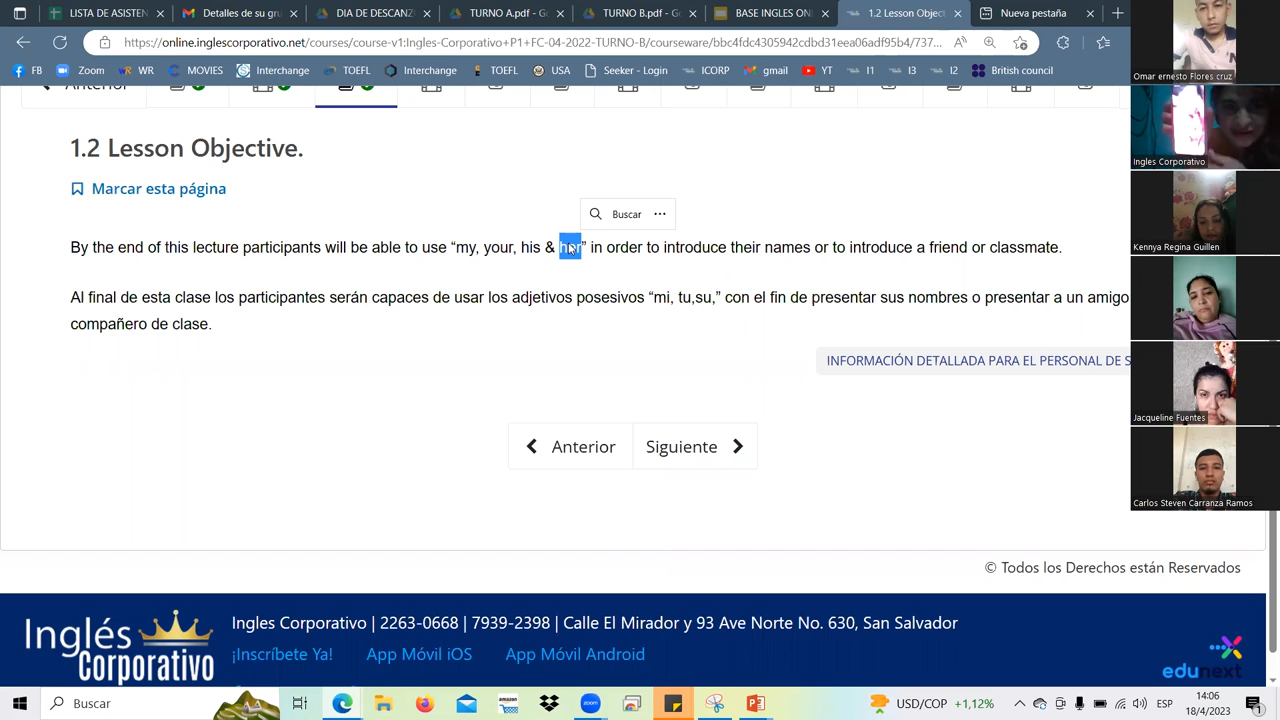 LISTA DE ASISTEN
Detalles de su gru
DIA DE DESCANZ
TURNO A.pdf - Go
TURNO B.pdf - Go
BASE INGLES ONL
1.2 Lesson Object
Nueva pestaña
https://online.inglescorporativo.net/courses/course-v1:Ingles-Corporativo+P1+FC-04-2022-TURNO-B/courseware/bbc4fdc4305942cdbd31eea06adf95b4/737...
FB
Zoom
WR
MOVIES
Interchange
TOEFL
Interchange
TOEFL
USA
Seeker - Login
ICORP
gmail
YT
I1
I3
I2
British council
Anterior
1.2 Lesson Objective.
Marcar esta página
Buscar
By the end of this lecture participants will be able to use “my, your, his & her” in order to introduce their names or to introduce a friend or classmate.
Al final de esta clase los participantes serán capaces de usar los adjetivos posesivos “mi, tu,su,” con el fin de presentar sus nombres o presentar a un amigo
compañero de clase.
INFORMACIÓN DETALLADA PARA EL PERSONAL DE S
Anterior
Siguiente
© Todos los Derechos están Reservados
Inglés
Corporativo
Ingles Corporativo | 2263-0668 | 7939-2398 | Calle El Mirador y 93 Ave Norte No. 630, San Salvador
¡Inscríbete Ya!
App Móvil iOS
App Móvil Android
edunext
Omar ernesto Flores cruz
Ingles Corporativo
Kennya Regina Guillen
Jacqueline Fuentes
Carlos Steven Carranza Ramos
Buscar
amazon
zoom
USD/COP +1,12%
ESP
14:06
18/4/2023
1